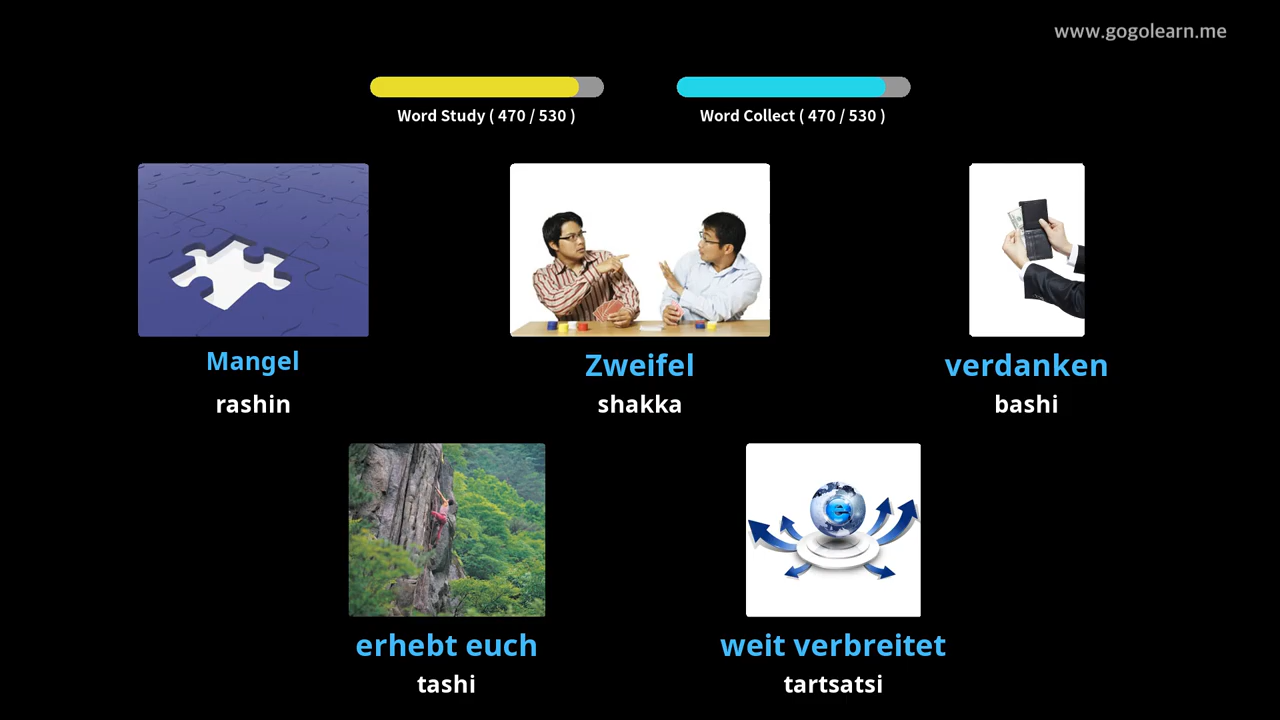 www.gogolearn.me
Word Study ( 470 / 530 )
Word Collect ( 470 / 530 )
Mangel
rashin
Zweifel
shakka
verdanken
bashi
erhebt euch
tashi
weit verbreitet
tartsatsi